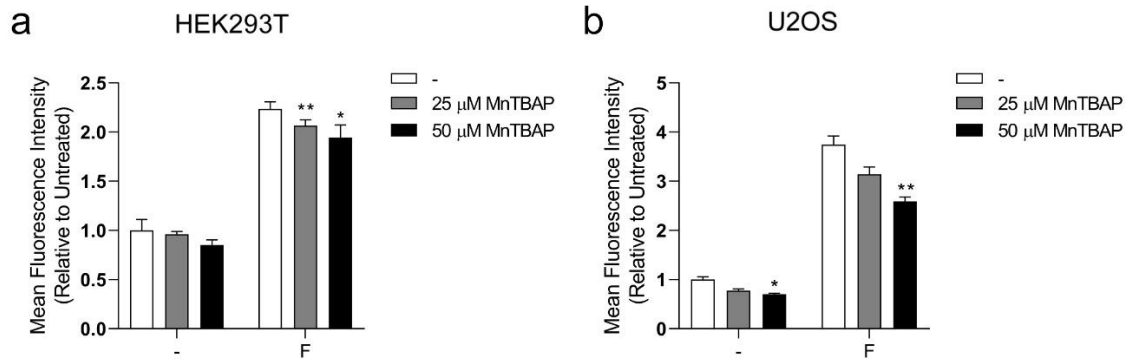 a
HEK293T
Mean Fluorescence Intensity
(Relative to Untreated)
2.5
2.0
1.5
1.0
0.5
0.0
**
*
-
F
-
25 μM MnTBAP
50 μM MnTBAP
b
U2OS
Mean Fluorescence Intensity
(Relative to Untreated)
5
4
3
2
1
0
*
**
-
F
-
25 μM MnTBAP
50 μM MnTBAP